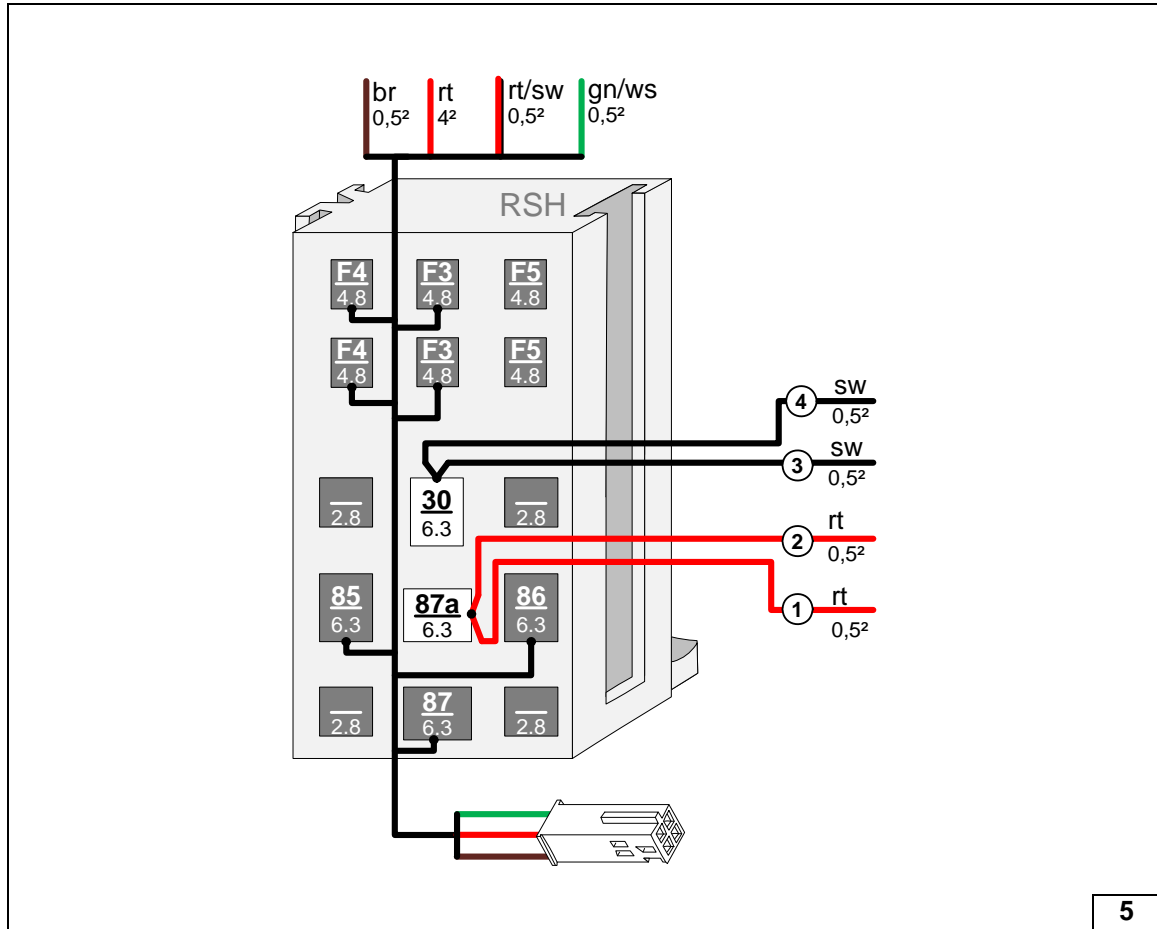 br rt rt/sw gn/ws
0,5² 4² 0,5² 0,5²
RSH
F4 F3 F5
4.8 4.8 4.8
F4 F3 F5
4.8 4.8 4.8
4 sw
0,5²
3 sw
0,5²
30
2.8 6.3 2.8
2 rt
0,5²
85 87a 86
6.3 6.3 6.3
1 rt
0,5²
87
2.8 6.3 2.8
5